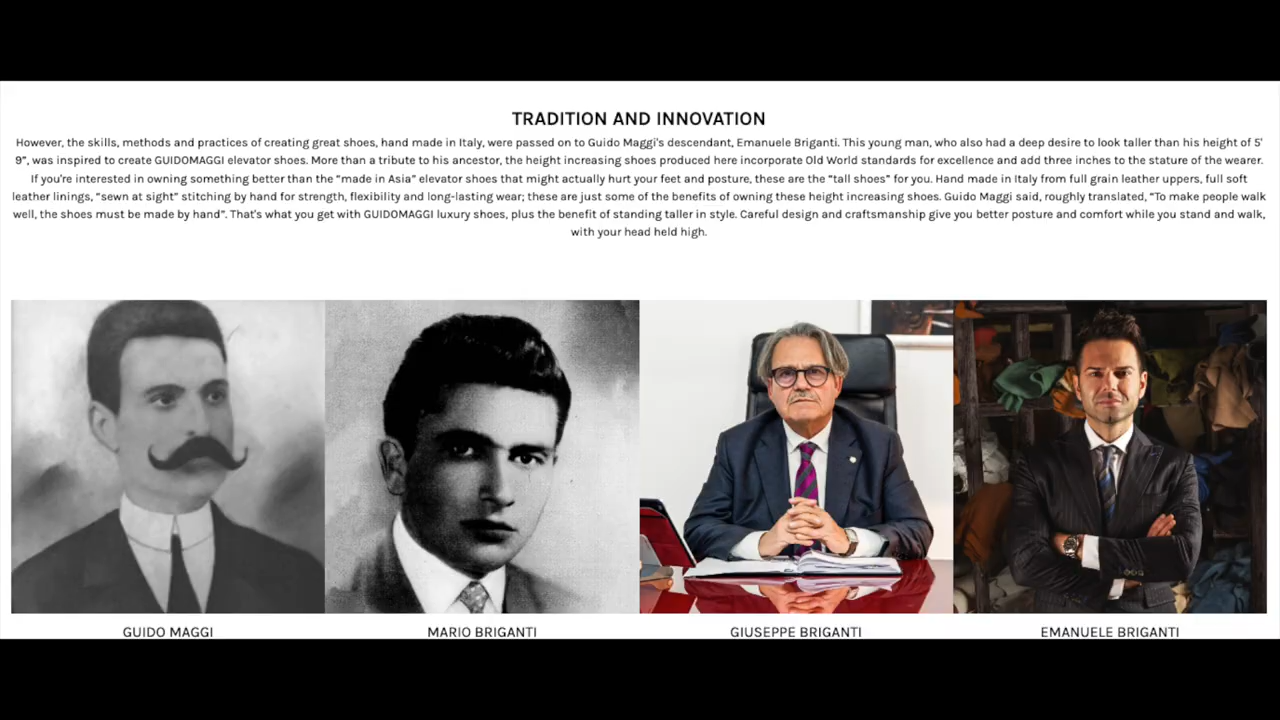 TRADITION AND INNOVATION
However, the skills, methods and practices of creating great shoes, hand made in Italy, were passed on to Guido Maggi's descendant, Emanuele Briganti. This young man, who also had a deep desire to look taller than his height of 5'
9”, was inspired to create GUIDOMAGGI elevator shoes. More than a tribute to his ancestor, the height increasing shoes produced here incorporate Old World standards for excellence and add three inches to the stature of the wearer.
If you're interested in owning something better than the “made in Asia” elevator shoes that might actually hurt your feet and posture, these are the “tall shoes” for you. Hand made in Italy from full grain leather uppers, full soft
leather linings, “sewn at sight” stitching by hand for strength, flexibility and long-lasting wear; these are just some of the benefits of owning these height increasing shoes. Guido Maggi said, roughly translated, “To make people walk
well, the shoes must be made by hand”. That's what you get with GUIDOMAGGI luxury shoes, plus the benefit of standing taller in style. Careful design and craftsmanship give you better posture and comfort while you stand and walk,
with your head held high.
GUIDO MAGGI
MARIO BRIGANTI
GIUSEPPE BRIGANTI
EMANUELE BRIGANTI